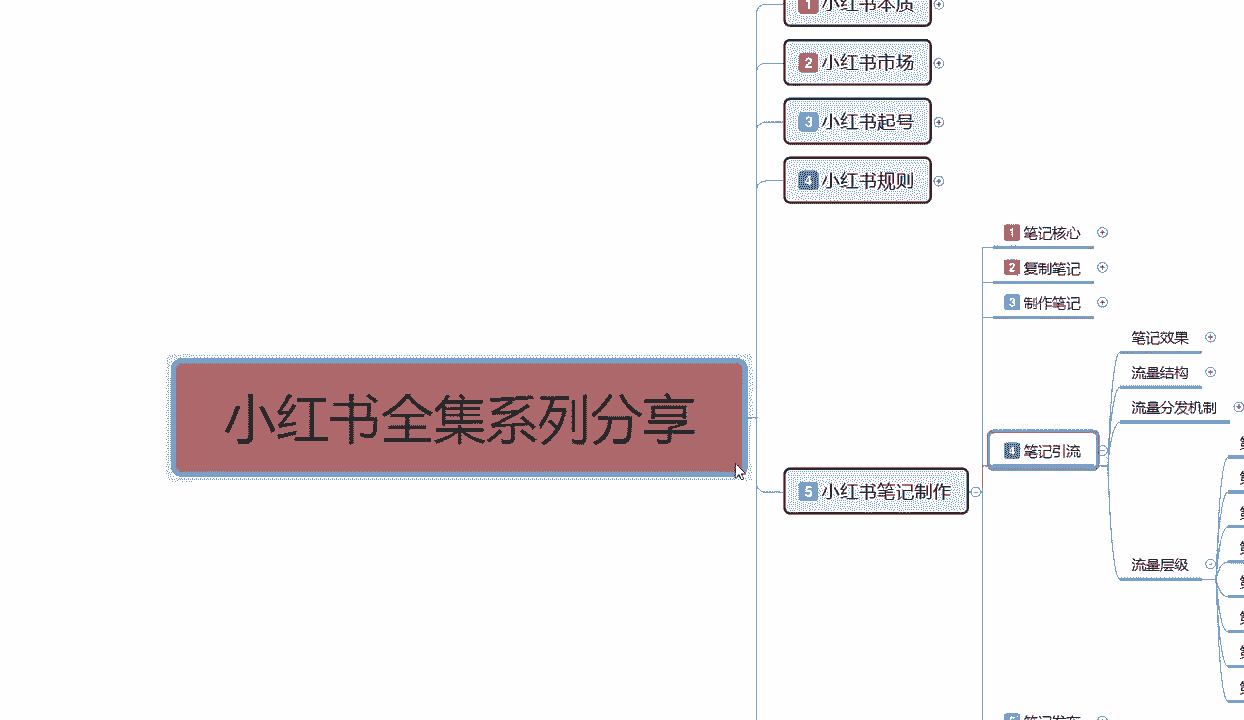 1 小红书本质
2 小红书市场
3 小红书起号
4 小红书规则
1 笔记核心
2 复制笔记
3 制作笔记
笔记效果
流量结构
流量分发机制
小红书全集系列分享
4 笔记引流
5 小红书笔记制作
流量层级
笔记发布